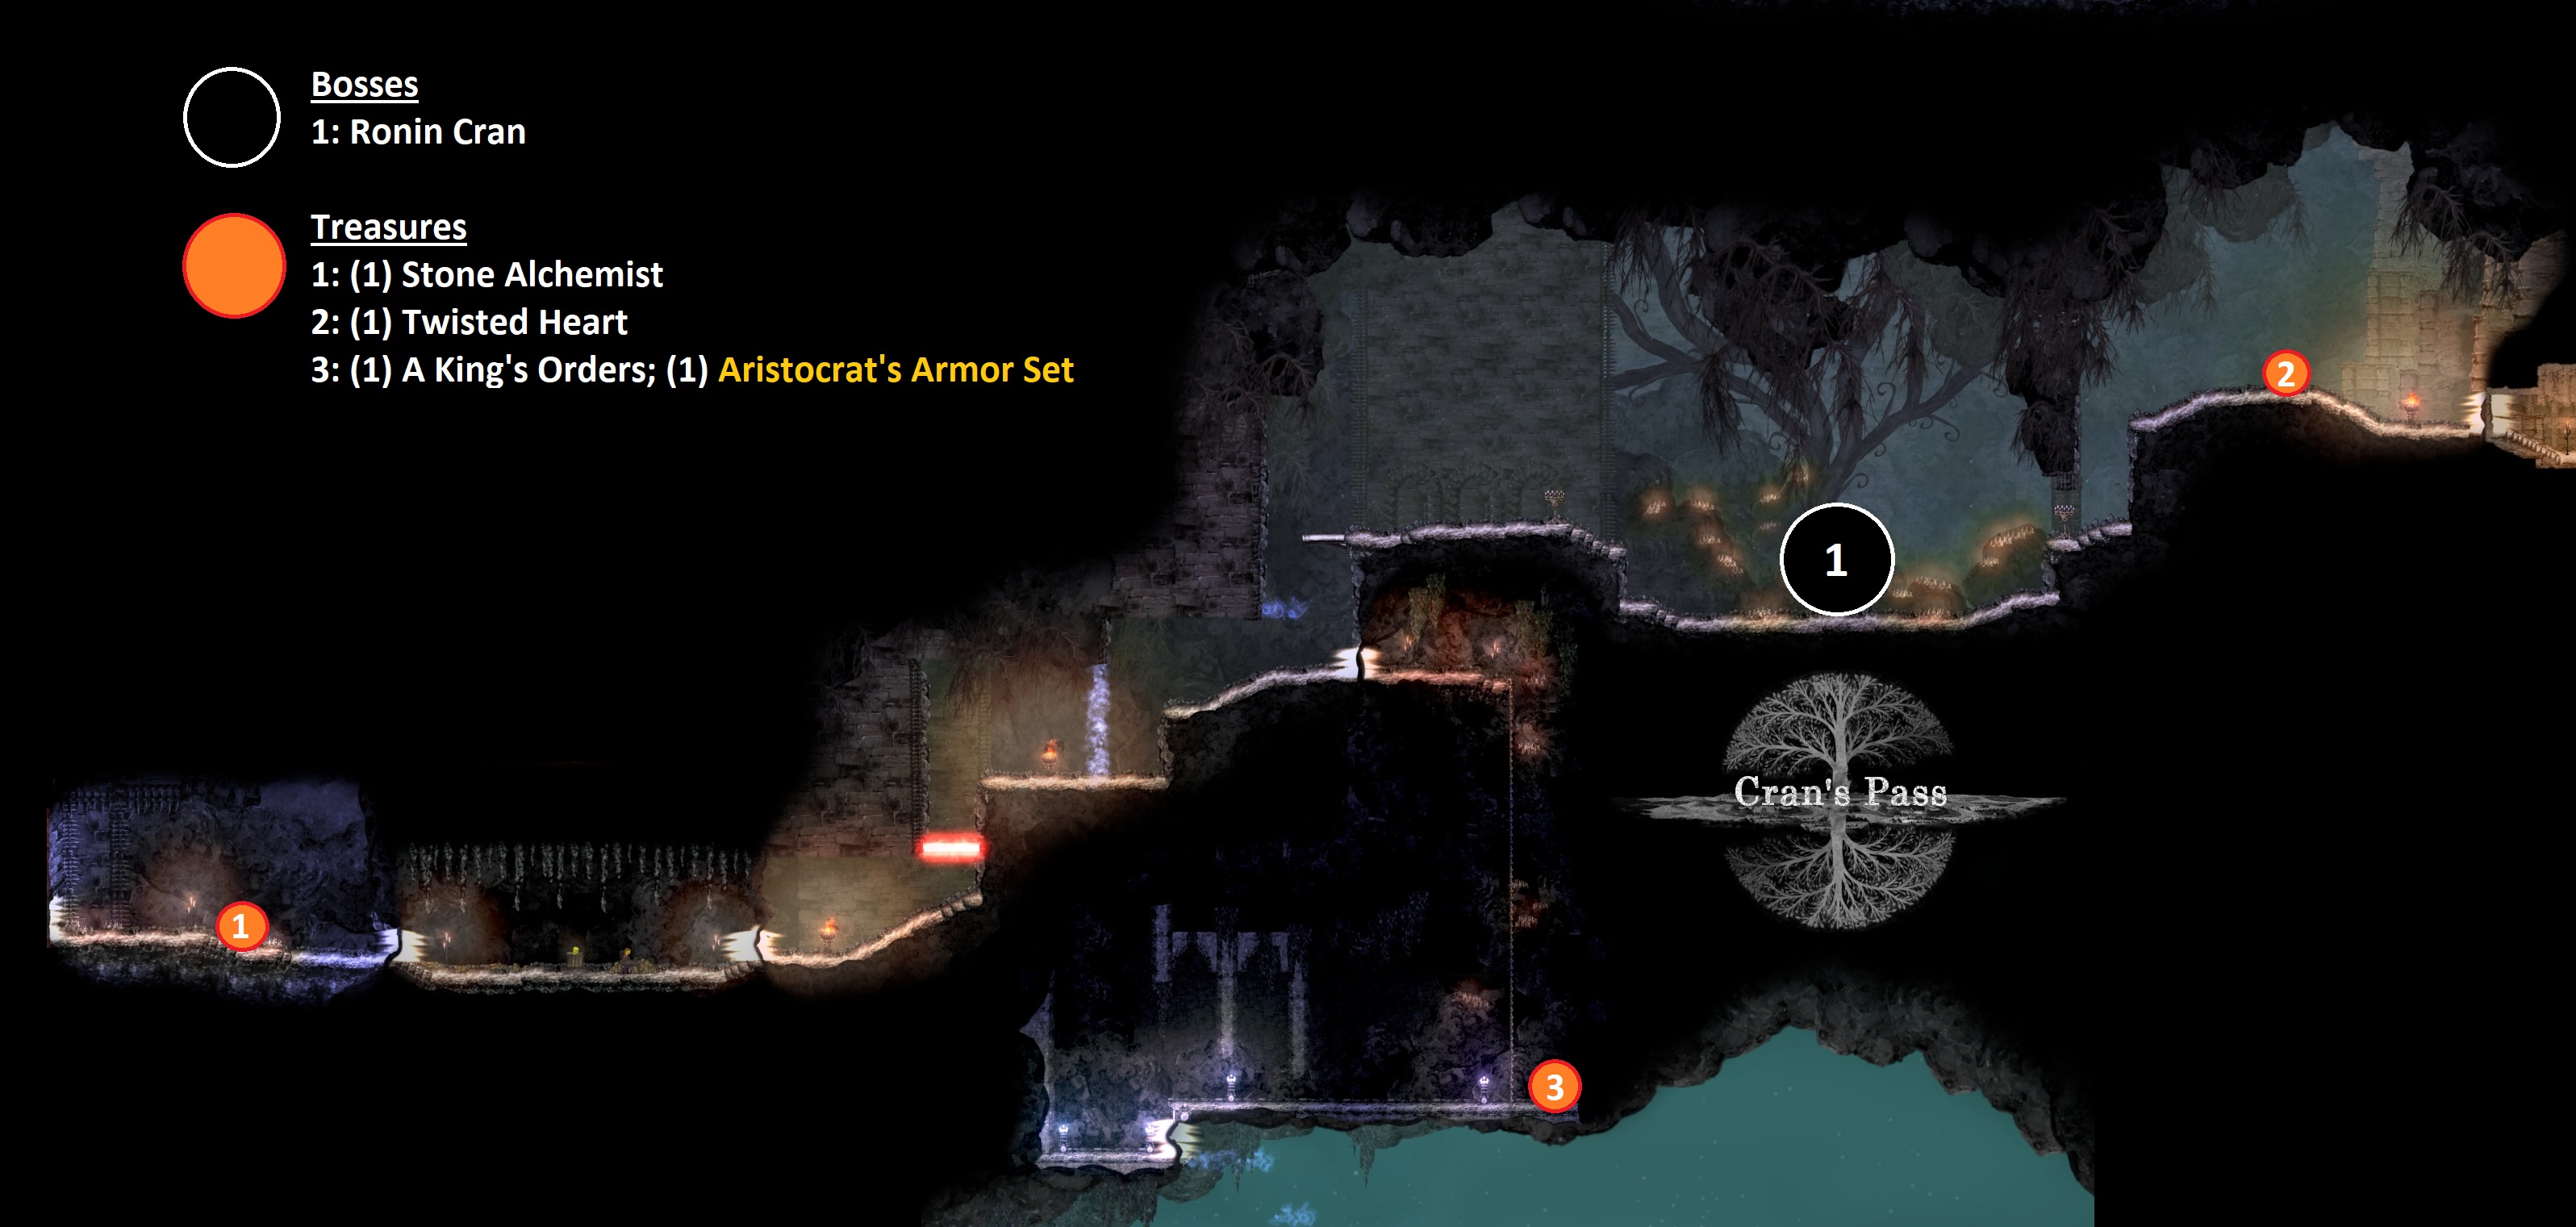 Bosses
1: Ronin Cran
Treasures
1: (1) Stone Alchemist
2: (1) Twisted Heart
3: (1) A King's Orders; (1) Aristocrat's Armor Set
2
1
Cran's Pass
1
3